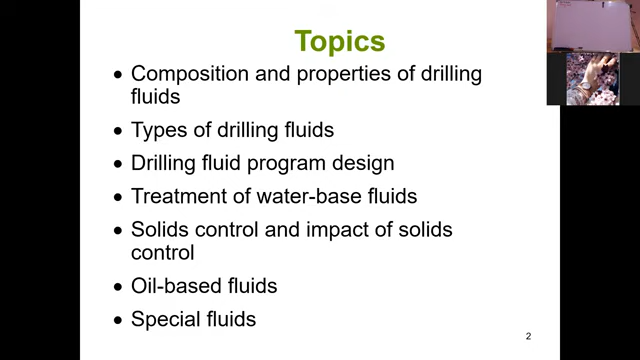 Topics
• Composition and properties of drilling
fluids
• Types of drilling fluids
• Drilling fluid program design
• Treatment of water-base fluids
• Solids control and impact of solids
control
• Oil-based fluids
• Special fluids
2